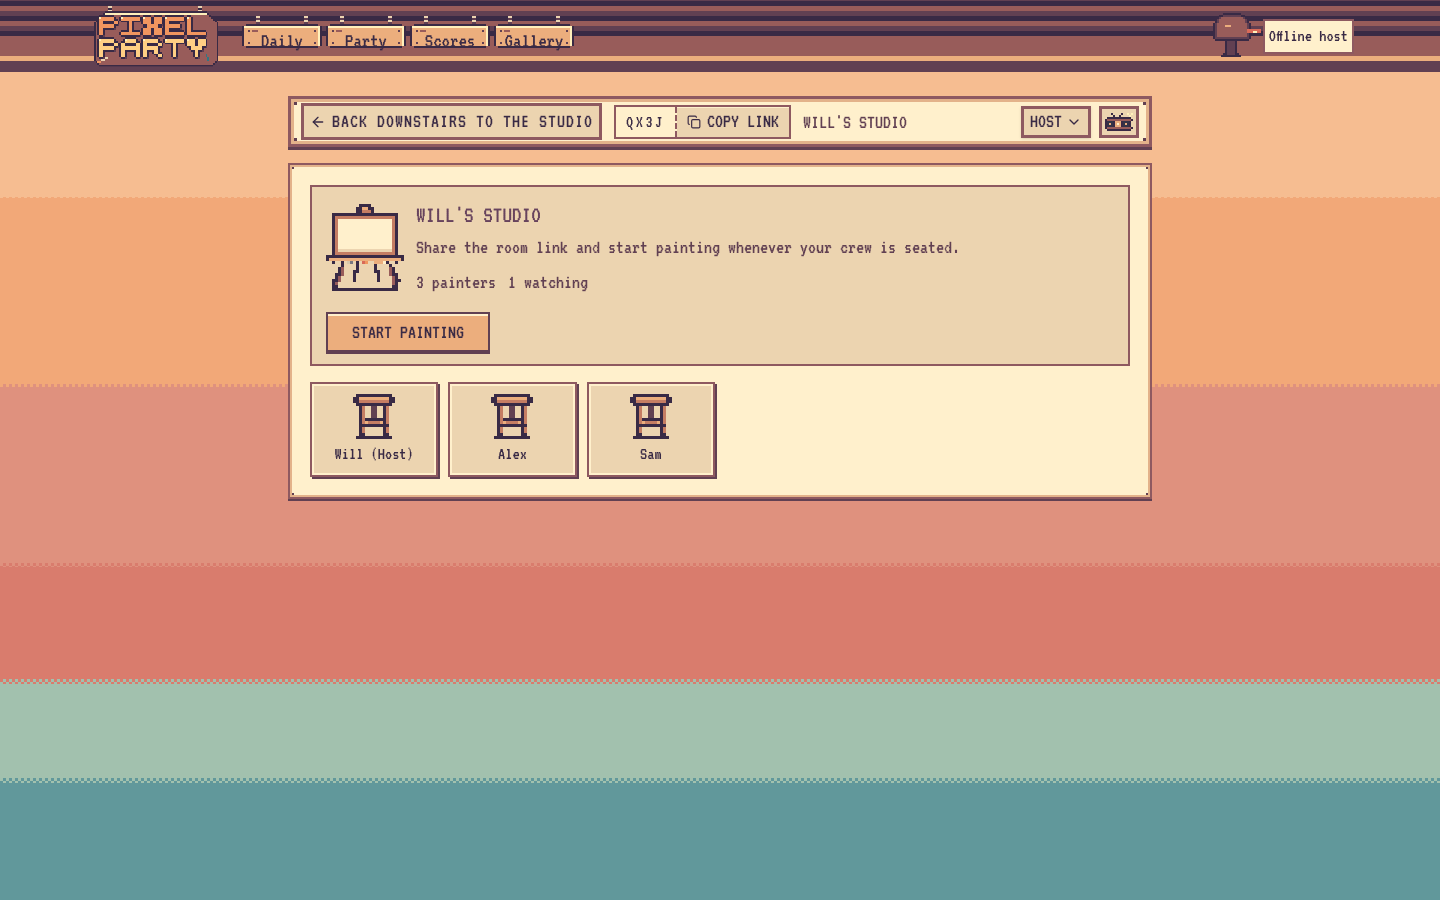 PIXEL
PARTY
Daily
Party
Scores
Gallery
Offline host
BACK DOWNSTAIRS TO THE STUDIO
QX3J
COPY LINK
WILL'S STUDIO
HOST
WILL'S STUDIO
Share the room link and start painting whenever your crew is seated.
3 painters 1 watching
START PAINTING
Will (Host)
Alex
Sam